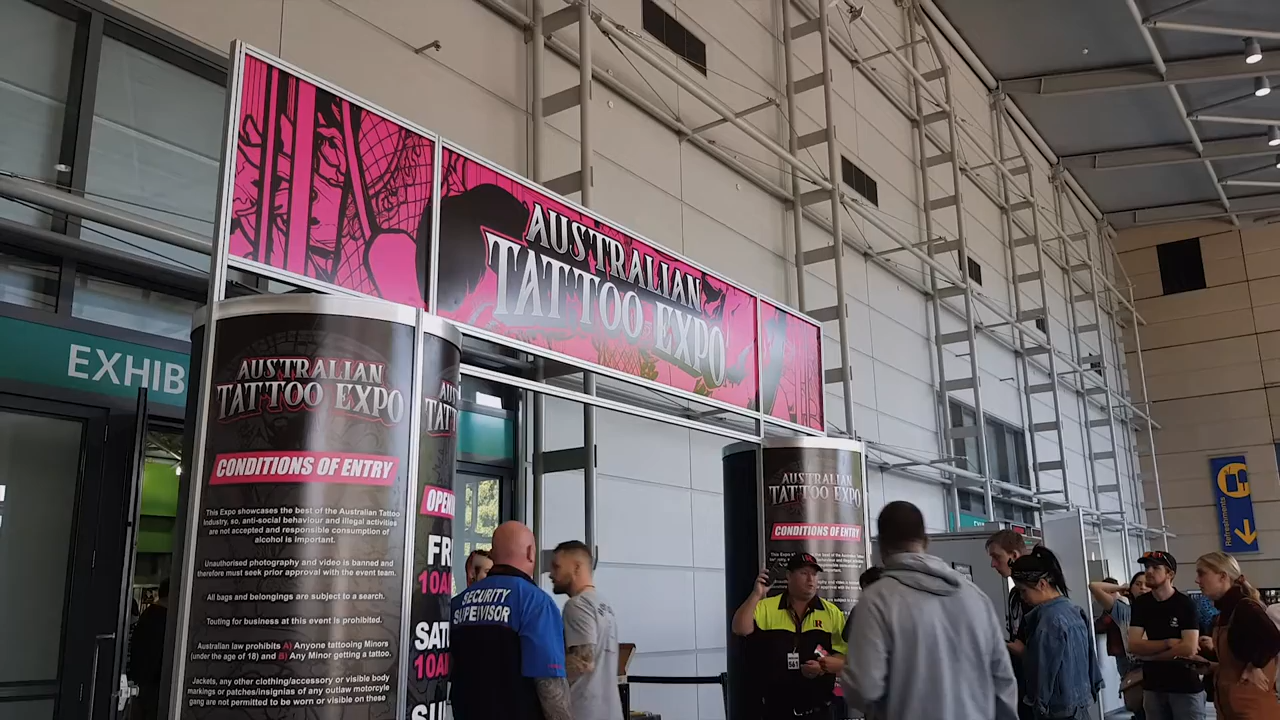 AUSTRALIAN
TATTOO EXPO
EXHIB
AUSTRALIAN
TATTOO EXPO
CONDITIONS OF ENTRY
This Expo showcases the best of the Australian Tattoo
Industry, so, anti-social behaviour and illegal activities
are not accepted and responsible consumption of
alcohol is important.
Unauthorised photography and video is banned and
therefore must seek prior approval with the event team.
All bags and belongings are subject to a search.
Touting for business at this event is prohibited.
Australian law prohibits A) Anyone tattooing Minors
(under the age of 18) and B) Any Minor getting a tattoo.
Jackets, any other clothing/accessory or visible body
markings or patches/insignias of any outlaw motorcyle
gang are not permitted to be worn or visible on these
AUS
TATT
OPEN
FR
10A
SAT
10A
SU
SECURITY
SUPERVISOR
AUSTRALIAN
TATTOO EXPO
CONDITIONS OF ENTRY
Refreshments